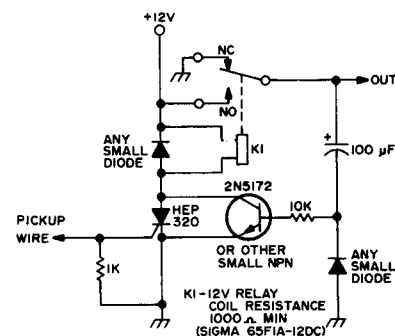 +12V
NC
OUT
NO
ANY
SMALL
DIODE
K1
+
100 µF
2N5172
HEP
320
10K
PICKUP
WIRE
OR OTHER
SMALL NPN
ANY
SMALL
DIODE
1K
K1-12V RELAY
COIL RESISTANCE
1000Ω MIN
(SIGMA 65F1A-12DC)